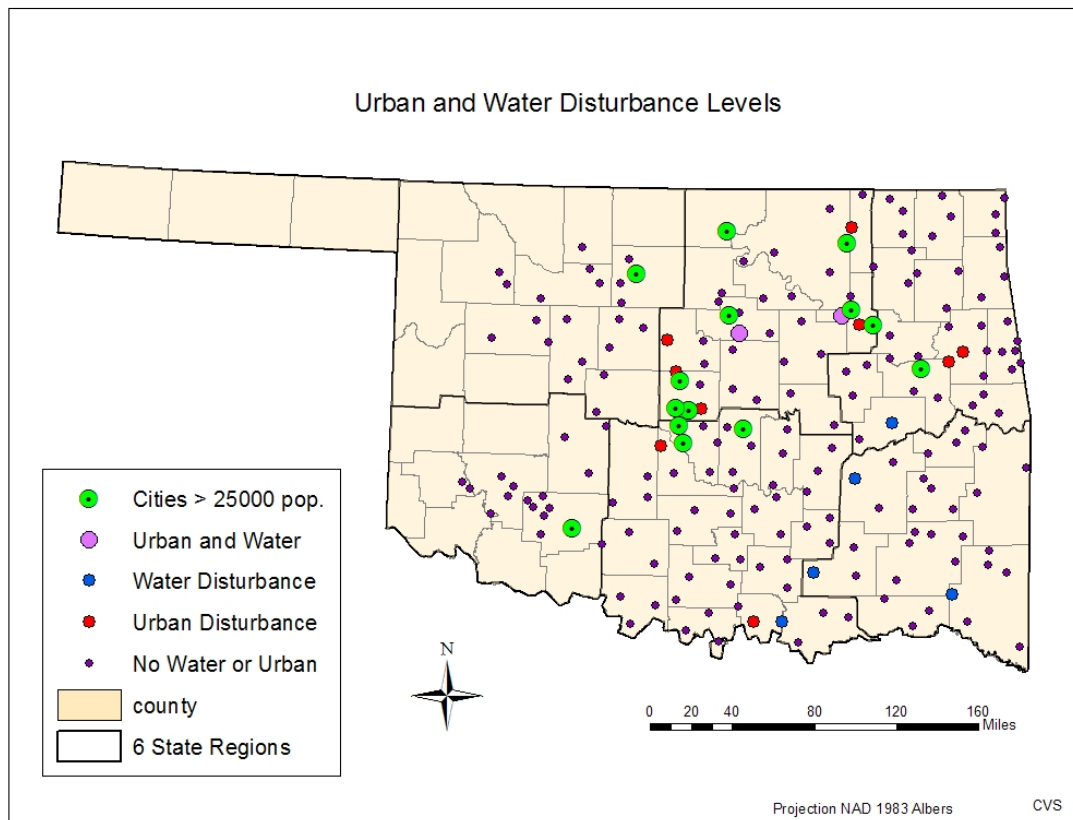 Urban and Water Disturbance Levels
Cities > 25000 pop.
Urban and Water
Water Disturbance
Urban Disturbance
No Water or Urban
county
6 State Regions
N
0 20 40 80 120 160
Miles
Projection NAD 1983 Albers
CVS